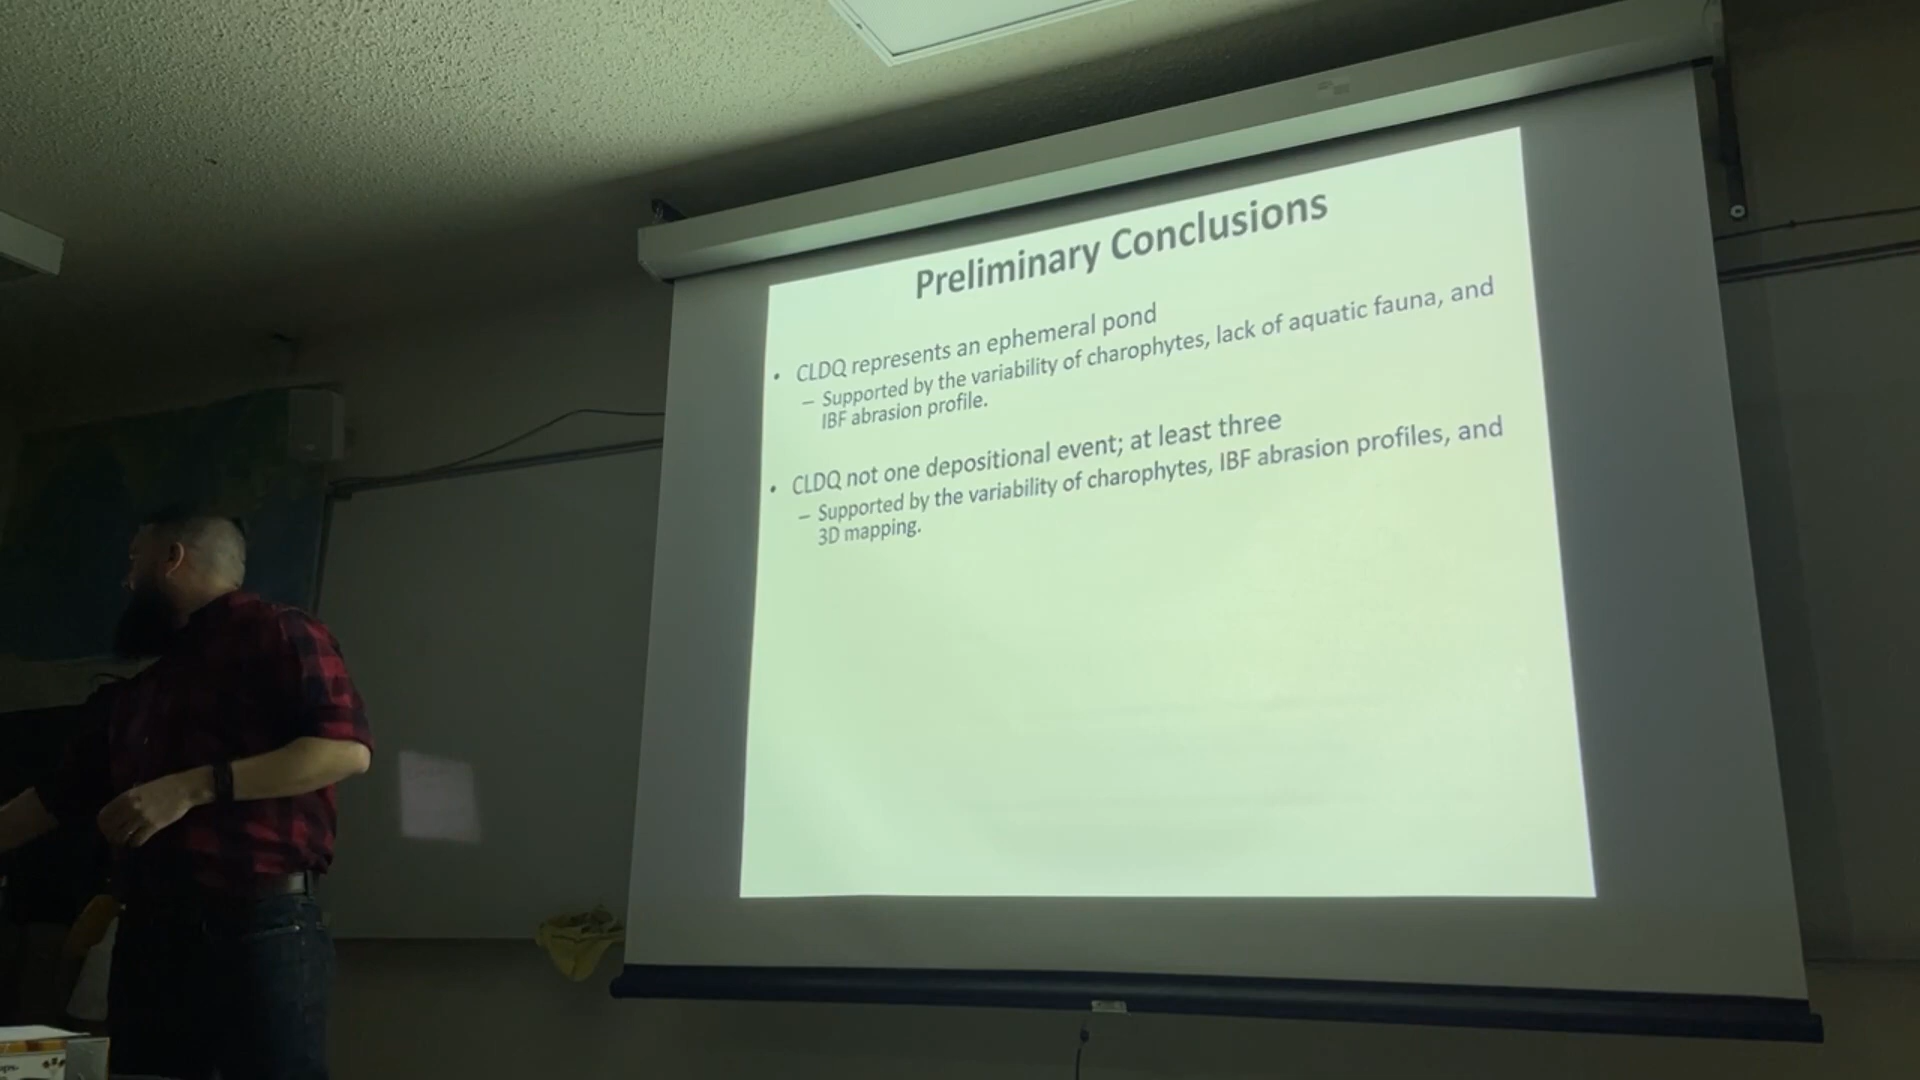 Preliminary Conclusions
• CLDQ represents an ephemeral pond
– Supported by the variability of charophytes, lack of aquatic fauna, and
IBF abrasion profile.
• CLDQ not one depositional event; at least three
– Supported by the variability of charophytes, IBF abrasion profiles, and
3D mapping.